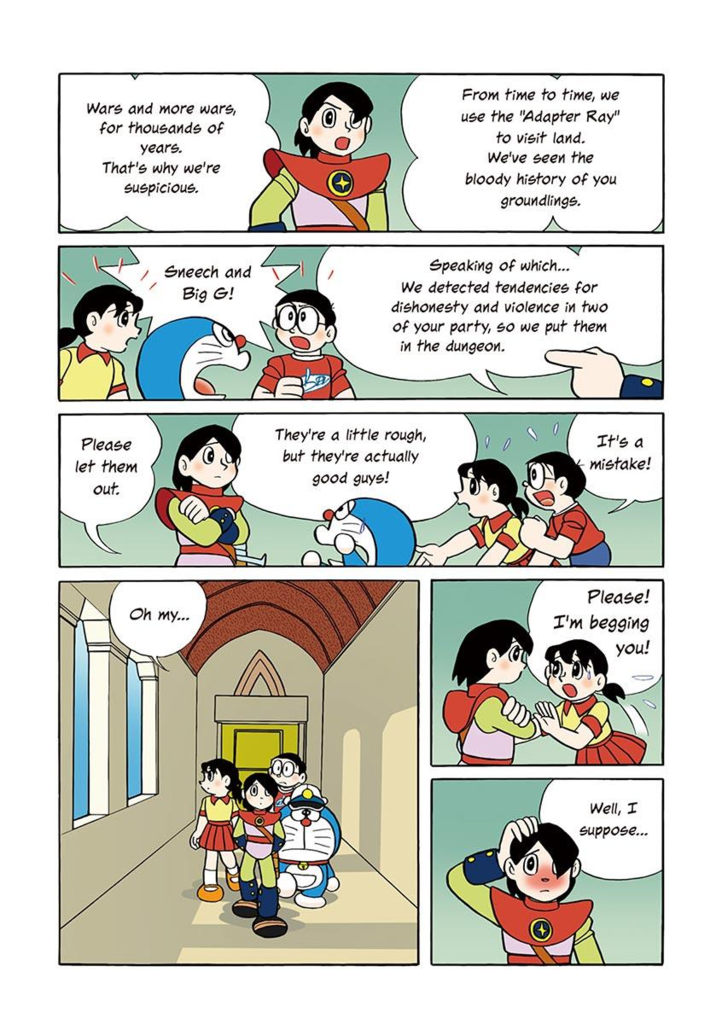 From time to time, we
use the "Adapter Ray"
to visit land.
We've seen the
bloody history of you
groundlings.
Wars and more wars,
for thousands of
years.
That's why we're
suspicious.
Speaking of which...
We detected tendencies for
dishonesty and violence in two
of your party, so we put them
in the dungeon.
Sneech and
Big G!
It's a
mistake!
They're a little rough,
but they're actually
good guys!
Please
let them
out.
Please!
I'm begging
you!
Well, I
suppose...
Oh my...